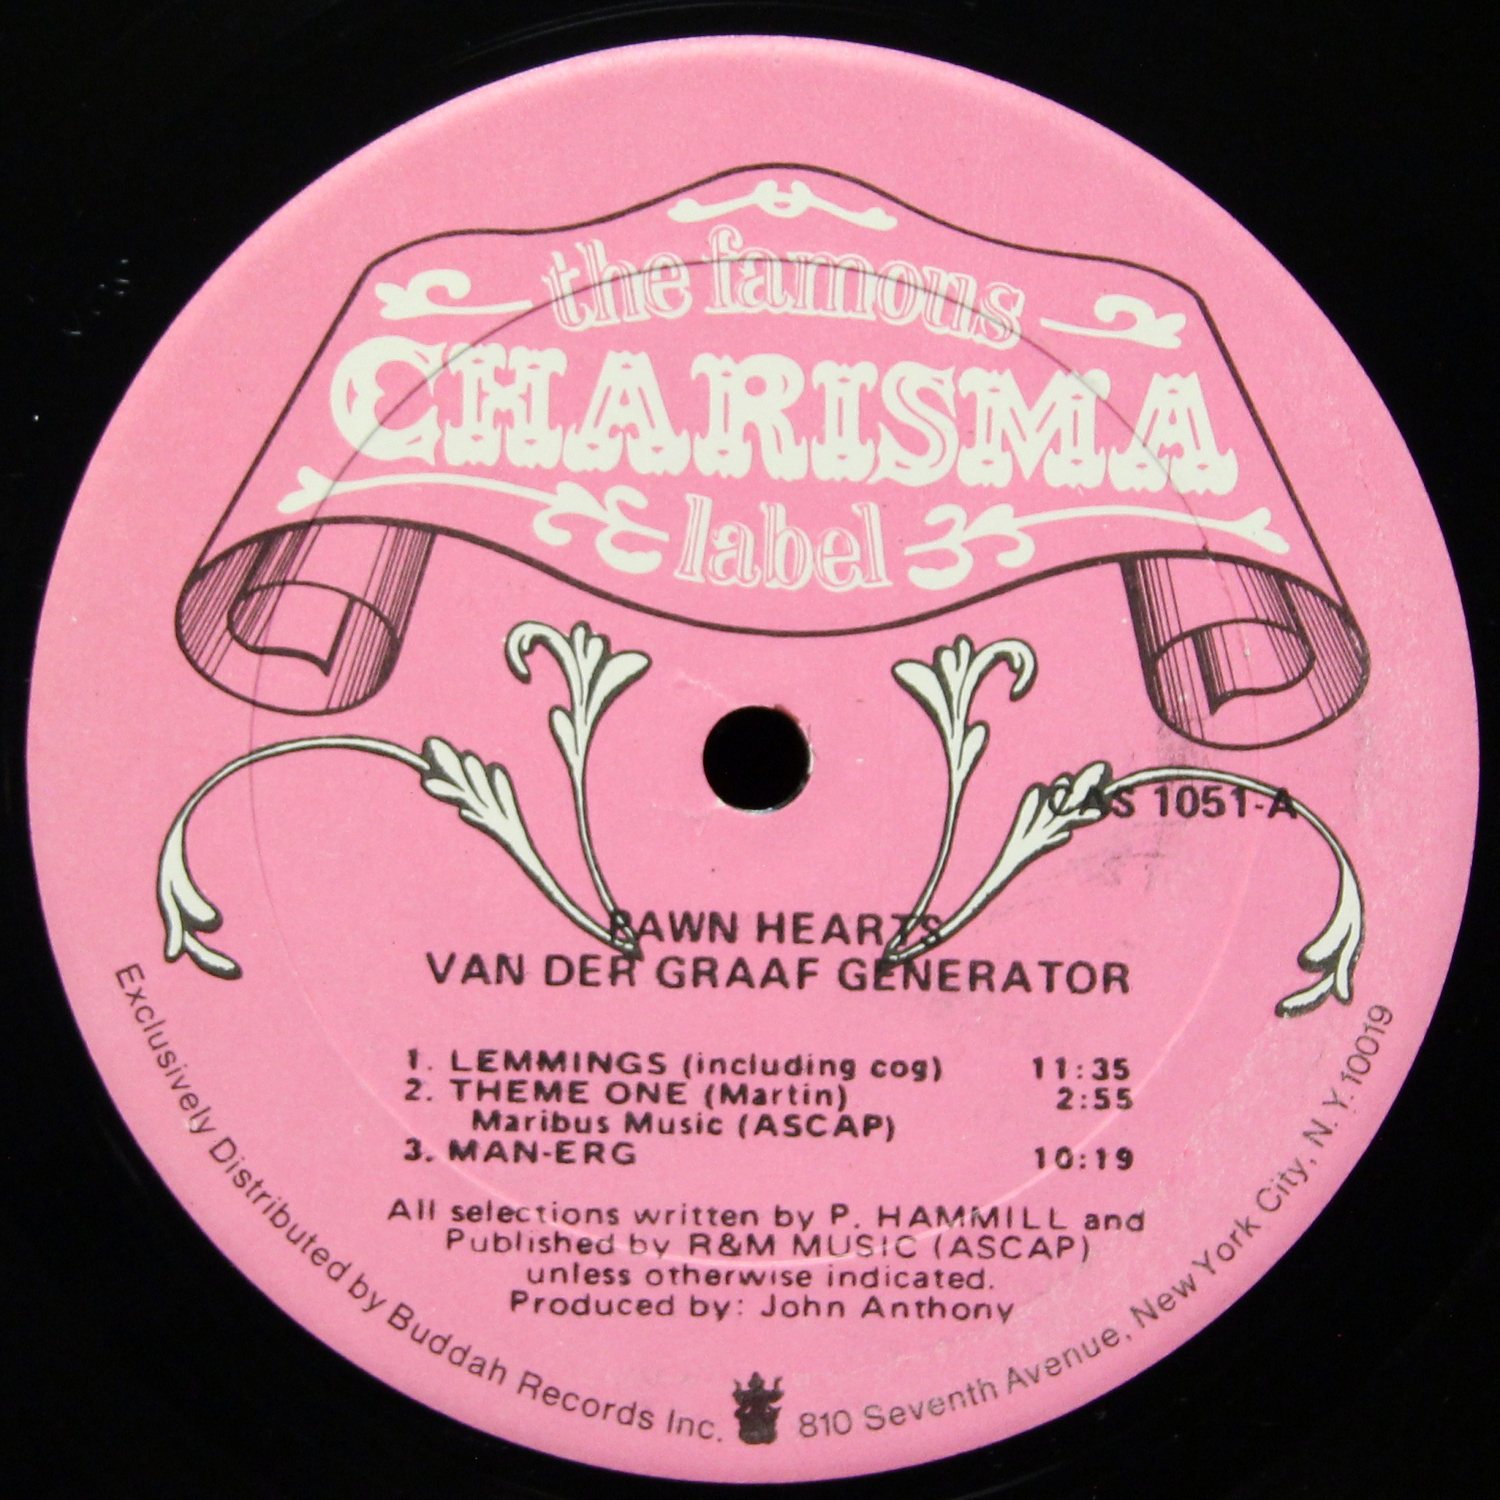 the famous
CHARISMA
label
CAS 1051-A
PAWN HEARTS
VAN DER GRAAF GENERATOR
1. LEMMINGS (including cog) 11:35
2. THEME ONE (Martin) 2:55
Maribus Music (ASCAP)
3. MAN-ERG 10:19
All selections written by P. HAMMILL and
Published by R&M MUSIC (ASCAP)
unless otherwise indicated.
Produced by: John Anthony
Exclusively Distributed by Buddah Records Inc. 810 Seventh Avenue, New York City, N.Y. 10019